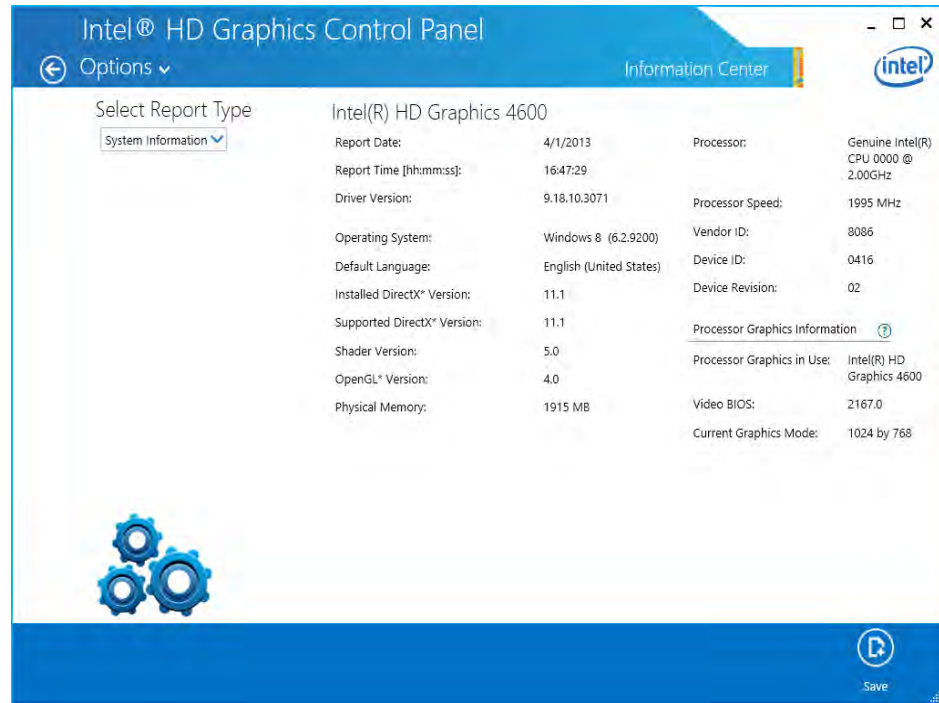 Intel® HD Graphics Control Panel
Options
Information Center
intel
Select Report Type
System Information
Intel(R) HD Graphics 4600
Report Date: 4/1/2013
Report Time [hh:mm:ss]: 16:47:29
Driver Version: 9.18.10.3071
Operating System: Windows 8 (6.2.9200)
Default Language: English (United States)
Installed DirectX* Version: 11.1
Supported DirectX* Version: 11.1
Shader Version: 5.0
OpenGL* Version: 4.0
Physical Memory: 1915 MB
Processor: Genuine Intel(R)
CPU 0000 @
2.00GHz
Processor Speed: 1995 MHz
Vendor ID: 8086
Device ID: 0416
Device Revision: 02
Processor Graphics Information ?
Processor Graphics in Use: Intel(R) HD
Graphics 4600
Video BIOS: 2167.0
Current Graphics Mode: 1024 by 768
Save